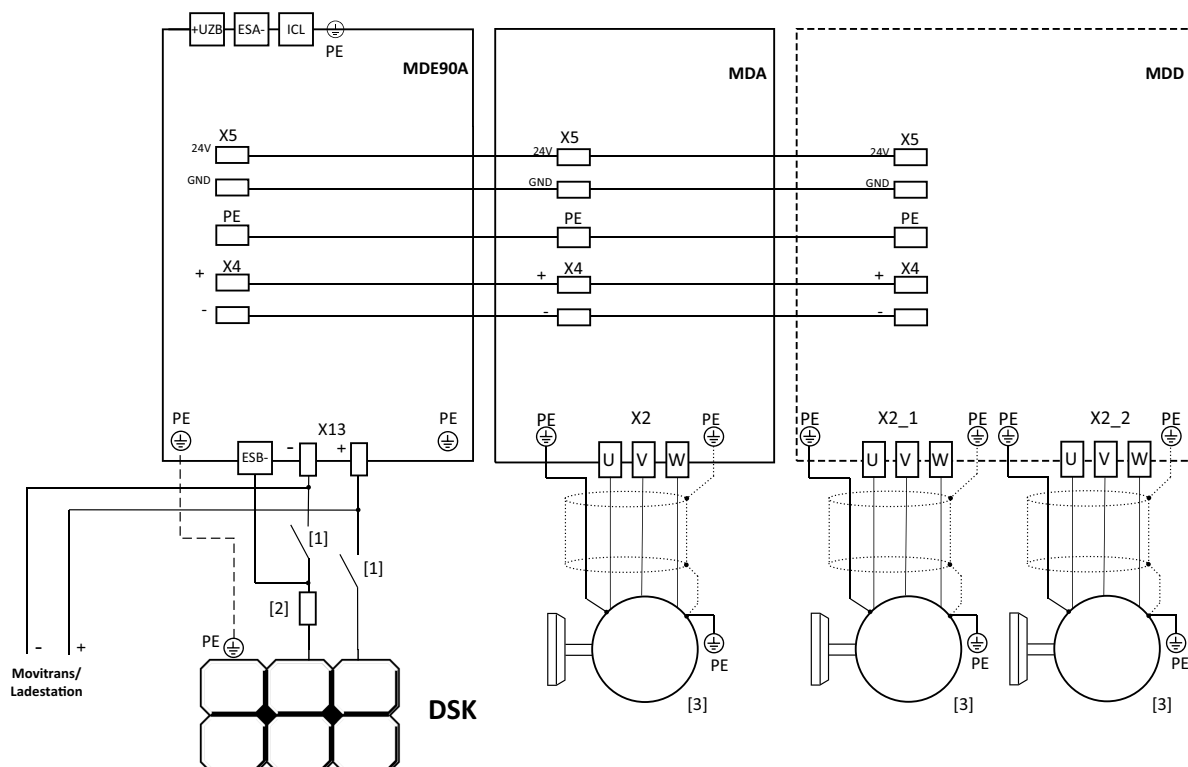 +UZB ESA- ICL
PE
MDE90A
MDA
MDD
X5 X5 X5
24V 24V 24V
GND GND GND
PE PE PE
+ X4 + X4 + X4
- - -
PE X13 PE
ESB- - +
PE X2 PE
U V W
PE X2_1 PE
U V W
PE X2_2
U V W
[1]
[1]
[2]
PE
- +
Movitrans/
Ladestation
DSK
PE
[3]
PE
[3]
PE
[3]